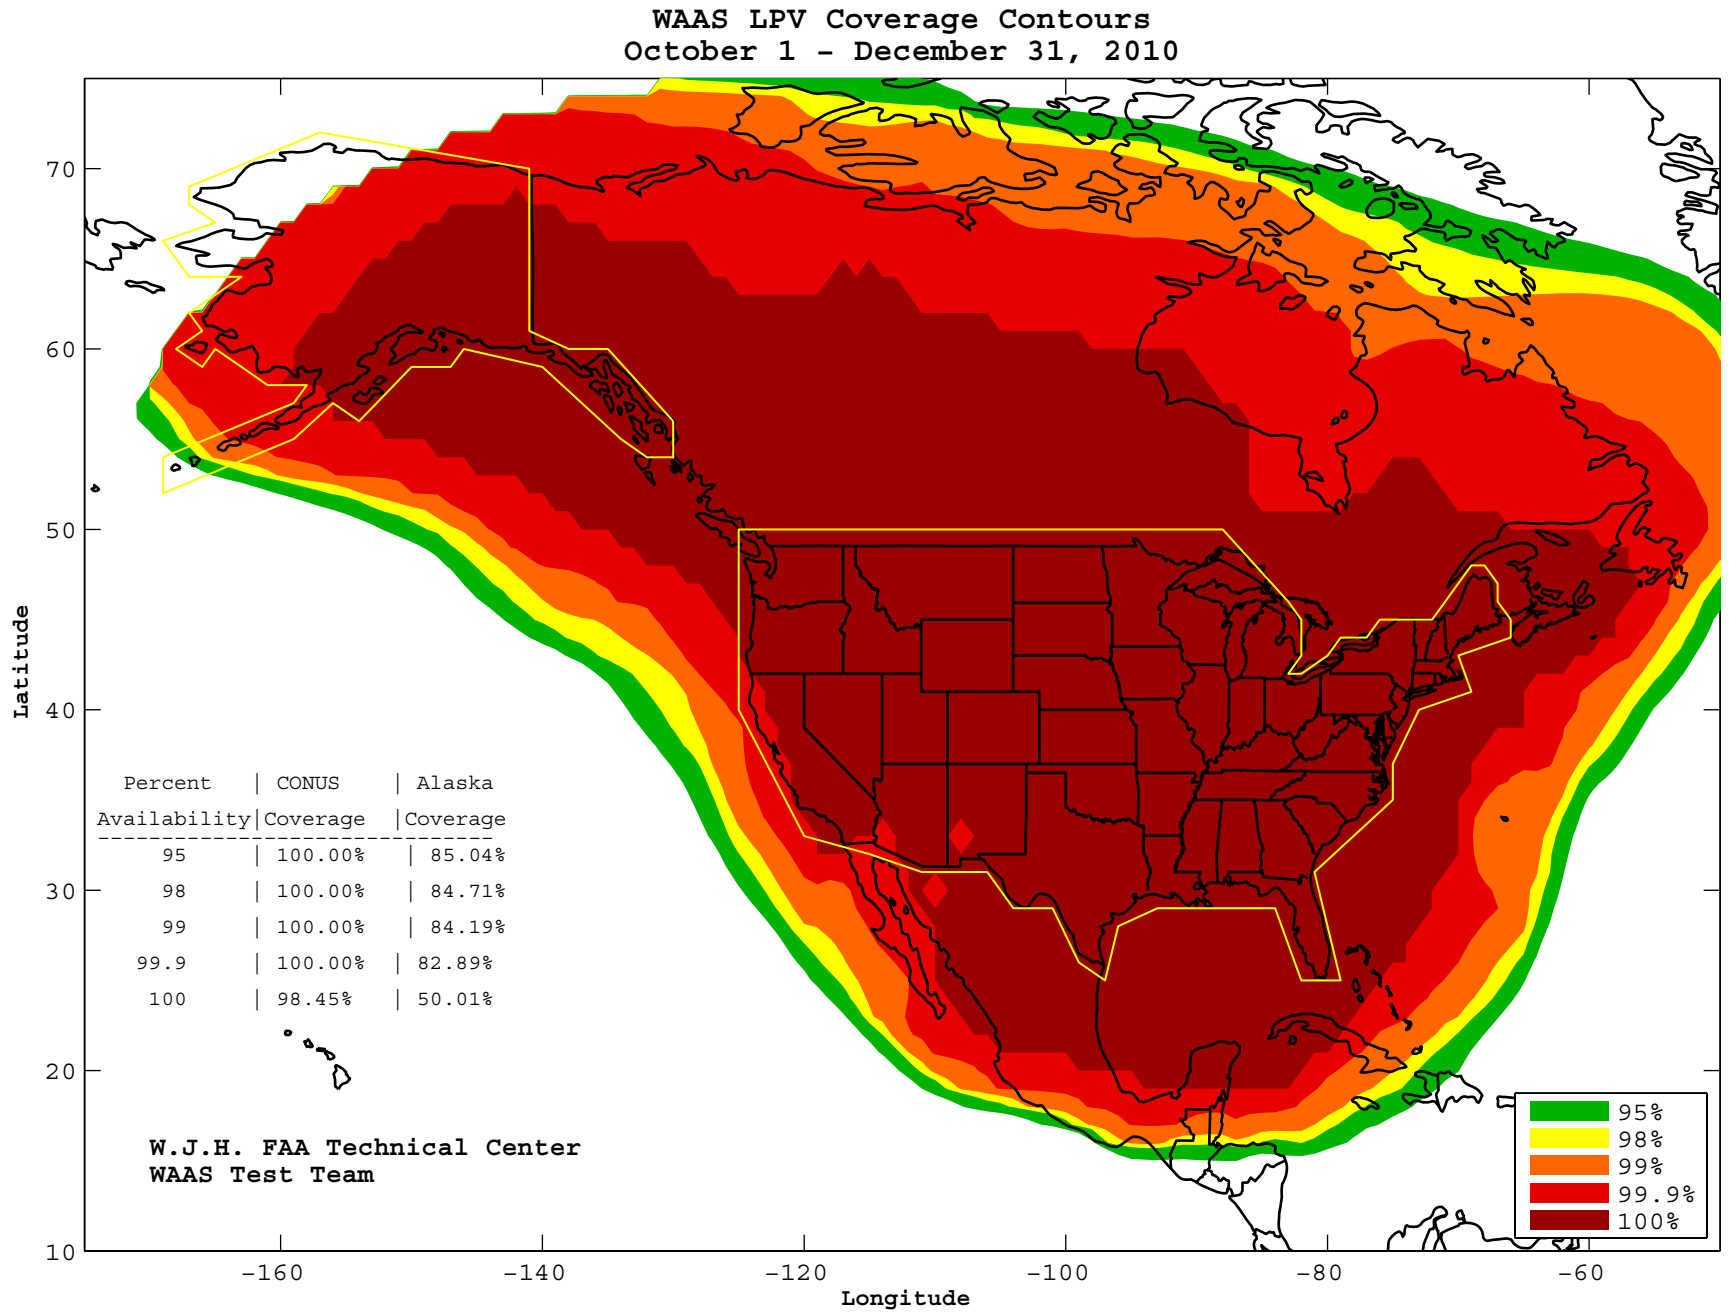 WAAS LPV Coverage Contours
October 1 - December 31, 2010
70
60
50
40
30
20
10
Latitude
Percent | CONUS | Alaska
Availability|Coverage |Coverage
-------------------------------
95 | 100.00% | 85.04%
98 | 100.00% | 84.71%
99 | 100.00% | 84.19%
99.9 | 100.00% | 82.89%
100 | 98.45% | 50.01%
W.J.H. FAA Technical Center
WAAS Test Team
95%
98%
99%
99.9%
100%
-160 -140 -120 -100 -80 -60
Longitude